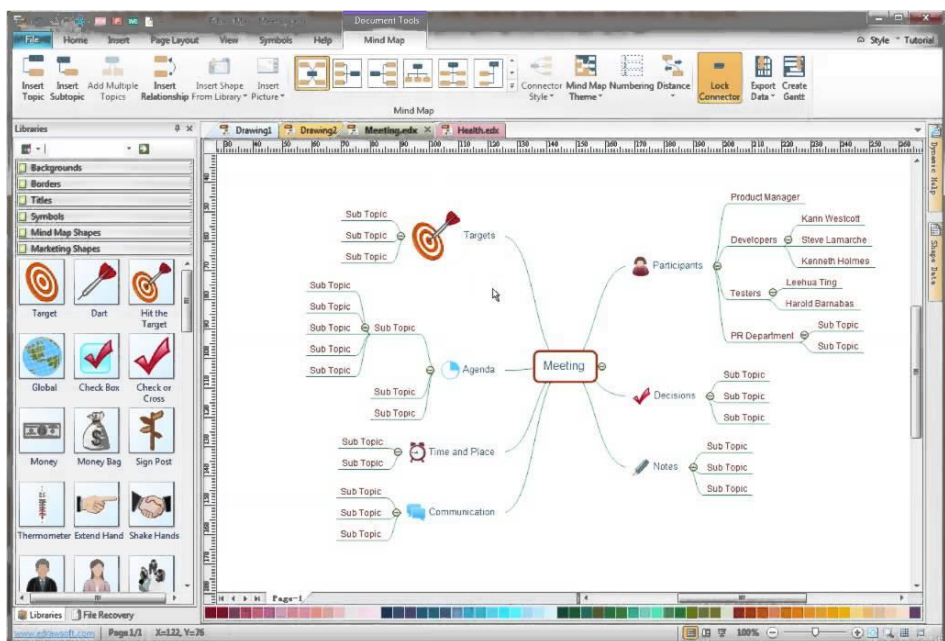 Document Tools
File Home Insert Page Layout View Symbols Help Mind Map Style Tutorial
Insert Topic
Insert Subtopic
Add Multiple Topics
Insert Relationship
Insert Shape From Library
Insert Picture
Connector Style
Mind Map Theme
Numbering
Distance
Lock Connector
Export Data
Create Gantt
Mind Map
Libraries
Drawing1 Drawing2 Meeting.edx Health.edx
Backgrounds
Borders
Titles
Symbols
Mind Map Shapes
Marketing Shapes
Target Dart Hit the Target
Global Check Box Check or Cross
Money Money Bag Sign Post
Thermometer Extend Hand Shake Hands
Libraries File Recovery
Dynamic Help
Shape Data
Meeting
Targets
Sub Topic
Sub Topic
Sub Topic
Agenda
Sub Topic
Sub Topic
Sub Topic
Sub Topic
Sub Topic
Sub Topic
Sub Topic
Sub Topic
Time and Place
Sub Topic
Sub Topic
Communication
Sub Topic
Sub Topic
Sub Topic
Participants
Product Manager
Developers
Kann Westcott
Steve Lamarche
Kenneth Holmes
Testers
Leehua Ting
Harold Barnabas
PR Department
Sub Topic
Sub Topic
Decisions
Sub Topic
Sub Topic
Sub Topic
Notes
Sub Topic
Sub Topic
Sub Topic
Page-1
www.edrawsoft.com Page1/1 X=122, Y=76 100%